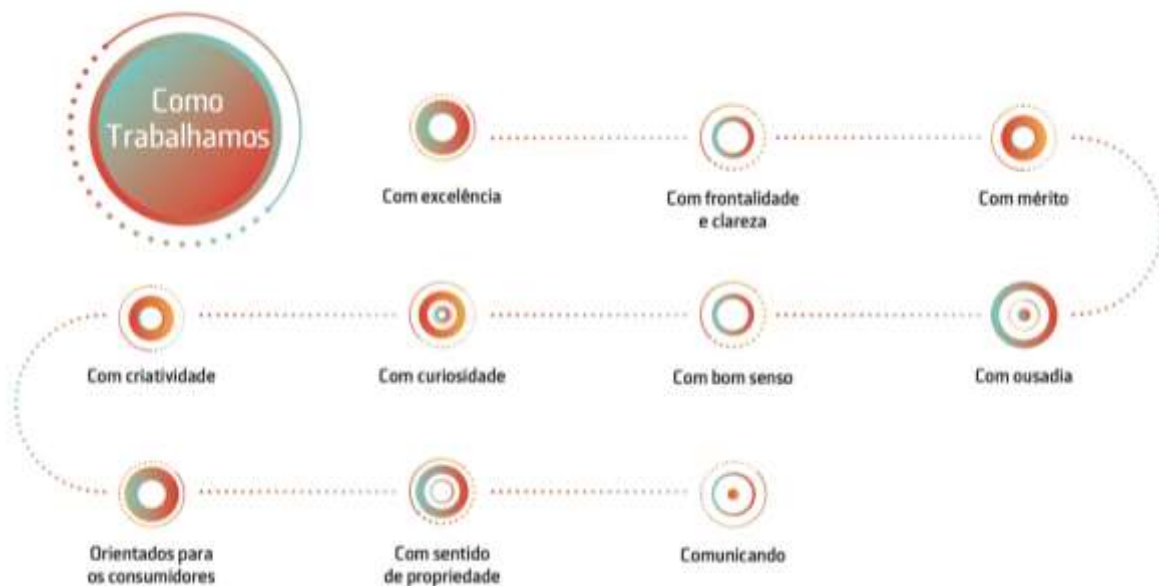 Como
Trabalhamos
Com excelência
Com frontalidade
e clareza
Com mérito
Com ousadia
Com bom senso
Com curiosidade
Com criatividade
Orientados para
os consumidores
Com sentido
de propriedade
Comunicando